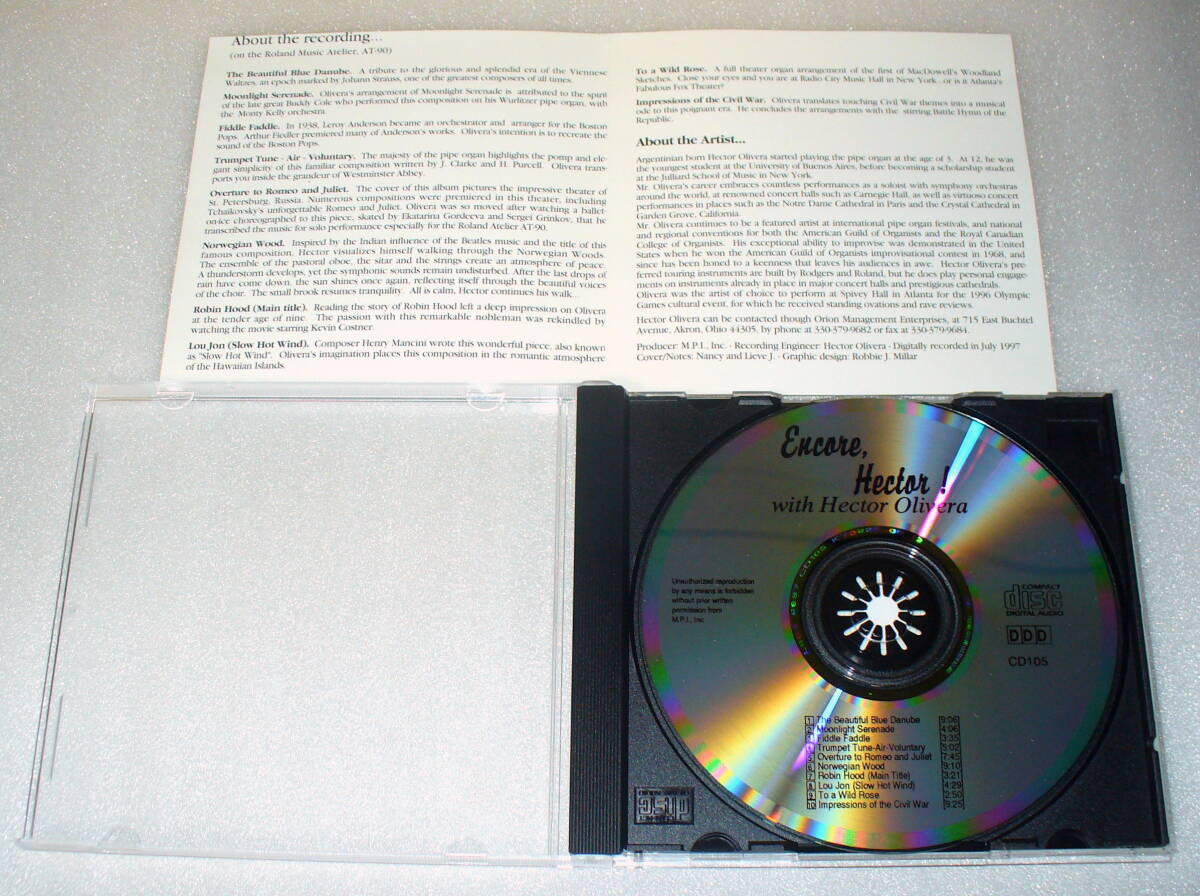 About the recording...
(on the Roland Music Atelier, AT-90)
The Beautiful Blue Danube. A tribute to the glorious and splendid era of the Viennese
Waltzes, an epoch marked by Johann Strauss, one of the greatest composers of all times.
Moonlight Serenade. Olivera's arrangement of Moonlight Serenade is attributed to the spirit
of the late great Buddy Cole who performed this composition on his Wurlitzer pipe organ, with
the Monty Kelly orchestra.
Fiddle Faddle. In 1938, Leroy Anderson became an orchestrator and arranger for the Boston
Pops. Arthur Fiedler premiered many of Anderson's works. Olivera's intention is to recreate the
sound of the Boston Pops.
Trumpet Tune - Air - Voluntary. The majesty of the pipe organ highlights the pomp and ele-
gant simplicity of this familiar composition written by J. Clarke and H. Purcell. Olivera trans-
ports you inside the grandeur of Westminster Abbey.
Overture to Romeo and Juliet. The cover of this album pictures the impressive theater of
St. Petersburg, Russia. Numerous compositions were premiered in this theater, including
Tchaikovsky's unforgettable Romeo and Juliet. Olivera was so moved after watching a ballet-
on-ice choreographed to this piece, skated by Ekatarina Gordeeva and Sergei Grinkov, that he
transcribed the music for solo performance especially for the Roland Atelier AT-90.
Norwegian Wood. Inspired by the Indian influence of the Beatles music and the title of this
famous composition, Hector visualizes himself walking through the Norwegian Woods.
The ensemble of the pastoral oboe, the sitar and the strings create an atmosphere of peace.
A thunderstorm develops, yet the symphonic sounds remain undisturbed. After the last drops of
rain have come down, the sun shines once again, reflecting itself through the beautiful voices
of the choir. The small brook resumes tranquility. All is calm, Hector continues his walk...
Robin Hood (Main title). Reading the story of Robin Hood left a deep impression on Olivera
at the tender age of nine. The passion with this remarkable nobleman was rekindled by
watching the movie starring Kevin Costner.
Lou Jon (Slow Hot Wind). Composer Henry Mancini wrote this wonderful piece, also known
as "Slow Hot Wind". Olivera's imagination places this composition in the romantic atmosphere
of the Hawaiian Islands.
To a Wild Rose. A full theater organ arrangement of the first of MacDowell's Woodland
Sketches. Close your eyes and you are at Radio City Music Hall in New York...or is it Atlanta's
Fabulous Fox Theater?
Impressions of the Civil War. Olivera translates touching Civil War themes into a musical
ode to this poignant era. He concludes the arrangements with the stirring Battle Hymn of the
Republic.
About the Artist...
Argentinian born Hector Olivera started playing the pipe organ at the age of 3. At 12, he was
the youngest student at the University of Buenos Aires, before becoming a scholarship student
at the Julliard School of Music in New York.
Mr. Olivera's career embraces countless performances as a soloist with symphony orchestras
around the world, at renowned concert halls such as Carnegie Hall, as well as virtuoso concert
performances in places such as the Notre Dame Cathedral in Paris and the Crystal Cathedral in
Garden Grove, California.
Mr. Olivera continues to be a featured artist at international pipe organ festivals, and national
and regional conventions for both the American Guild of Organists and the Royal Canadian
College of Organists. His exceptional ability to improvise was demonstrated in the United
States when he won the American Guild of Organists improvisational contest in 1968, and
since has been honed to a keenness that leaves his audiences in awe. Hector Olivera's pre-
ferred touring instruments are built by Rodgers and Roland, but he does play personal engage-
ments on instruments already in place in major concert halls and prestigious cathedrals.
Olivera was the artist of choice to perform at Spivey Hall in Atlanta for the 1996 Olympic
Games cultural event, for which he received standing ovations and rave reviews.
Hector Olivera can be contacted though Orion Management Enterprises, at 715 East Buchtel
Avenue, Akron, Ohio 44305, by phone at 330-379-9682 or fax at 330-379-9684.
Producer: M.P.I., Inc. - Recording Engineer: Hector Olivera - Digitally recorded in July 1997
Cover/Notes: Nancy and Lieve J. - Graphic design: Robbie J. Millar
Encore,
Hector !
with Hector Olivera
Unauthorized reproduction
by any means is forbidden
without prior written
permission from
M.P.I., Inc
COMPACT
disc
DIGITAL AUDIO
DDD
CD105
1 The Beautiful Blue Danube [9:06]
2 Moonlight Serenade [4:06]
3 Fiddle Faddle [3:35]
4 Trumpet Tune-Air-Voluntary [5:02]
5 Overture to Romeo and Juliet [7:45]
6 Norwegian Wood [9:10]
7 Robin Hood (Main Title) [3:21]
8 Lou Jon (Slow Hot Wind) [4:29]
9 To a Wild Rose [2:50]
10 Impressions of the Civil War [9:25]
disc